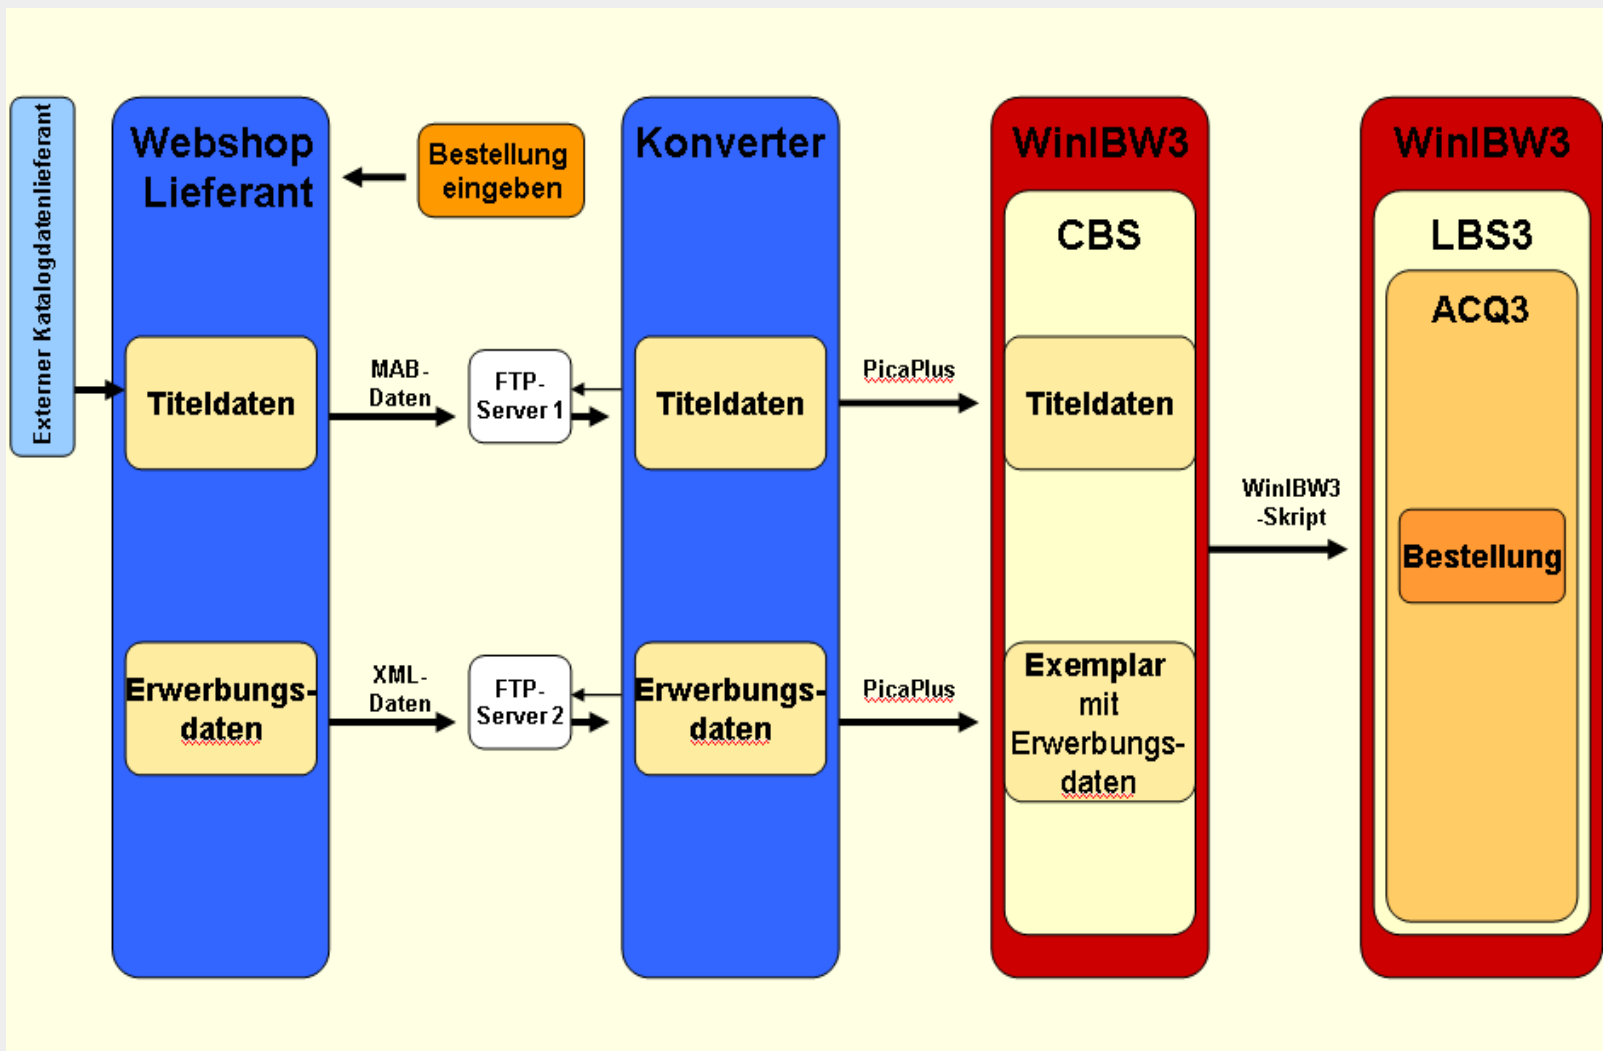 Externer Katalogdatenlieferant
Webshop
Lieferant
Bestellung
eingeben
Konverter
WinIBW3
CBS
WinIBW3
LBS3
ACQ3
Titeldaten
MAB-
Daten
FTP-
Server 1
Titeldaten
PicaPlus
Titeldaten
WinIBW3
-Skript
Bestellung
Erwerbungs-
daten
XML-
Daten
FTP-
Server 2
Erwerbungs-
daten
PicaPlus
Exemplar
mit
Erwerbungs-
daten